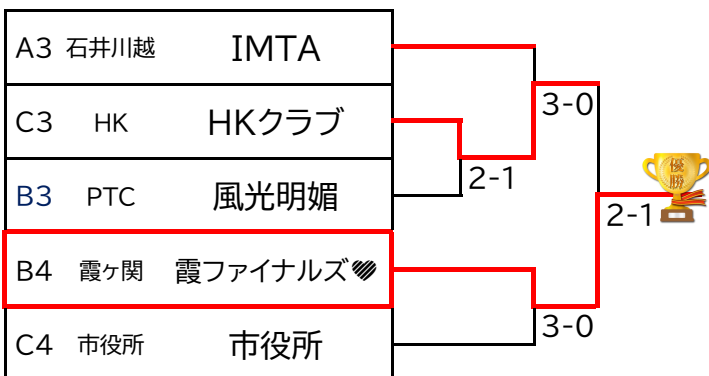 A3 石井川越 IMTA
C3 HK HKクラブ
B3 PTC 風光明媚
B4 霞ヶ関 霞ファイナルズ
C4 市役所 市役所
3-0
2-1
優勝
2-1
3-0